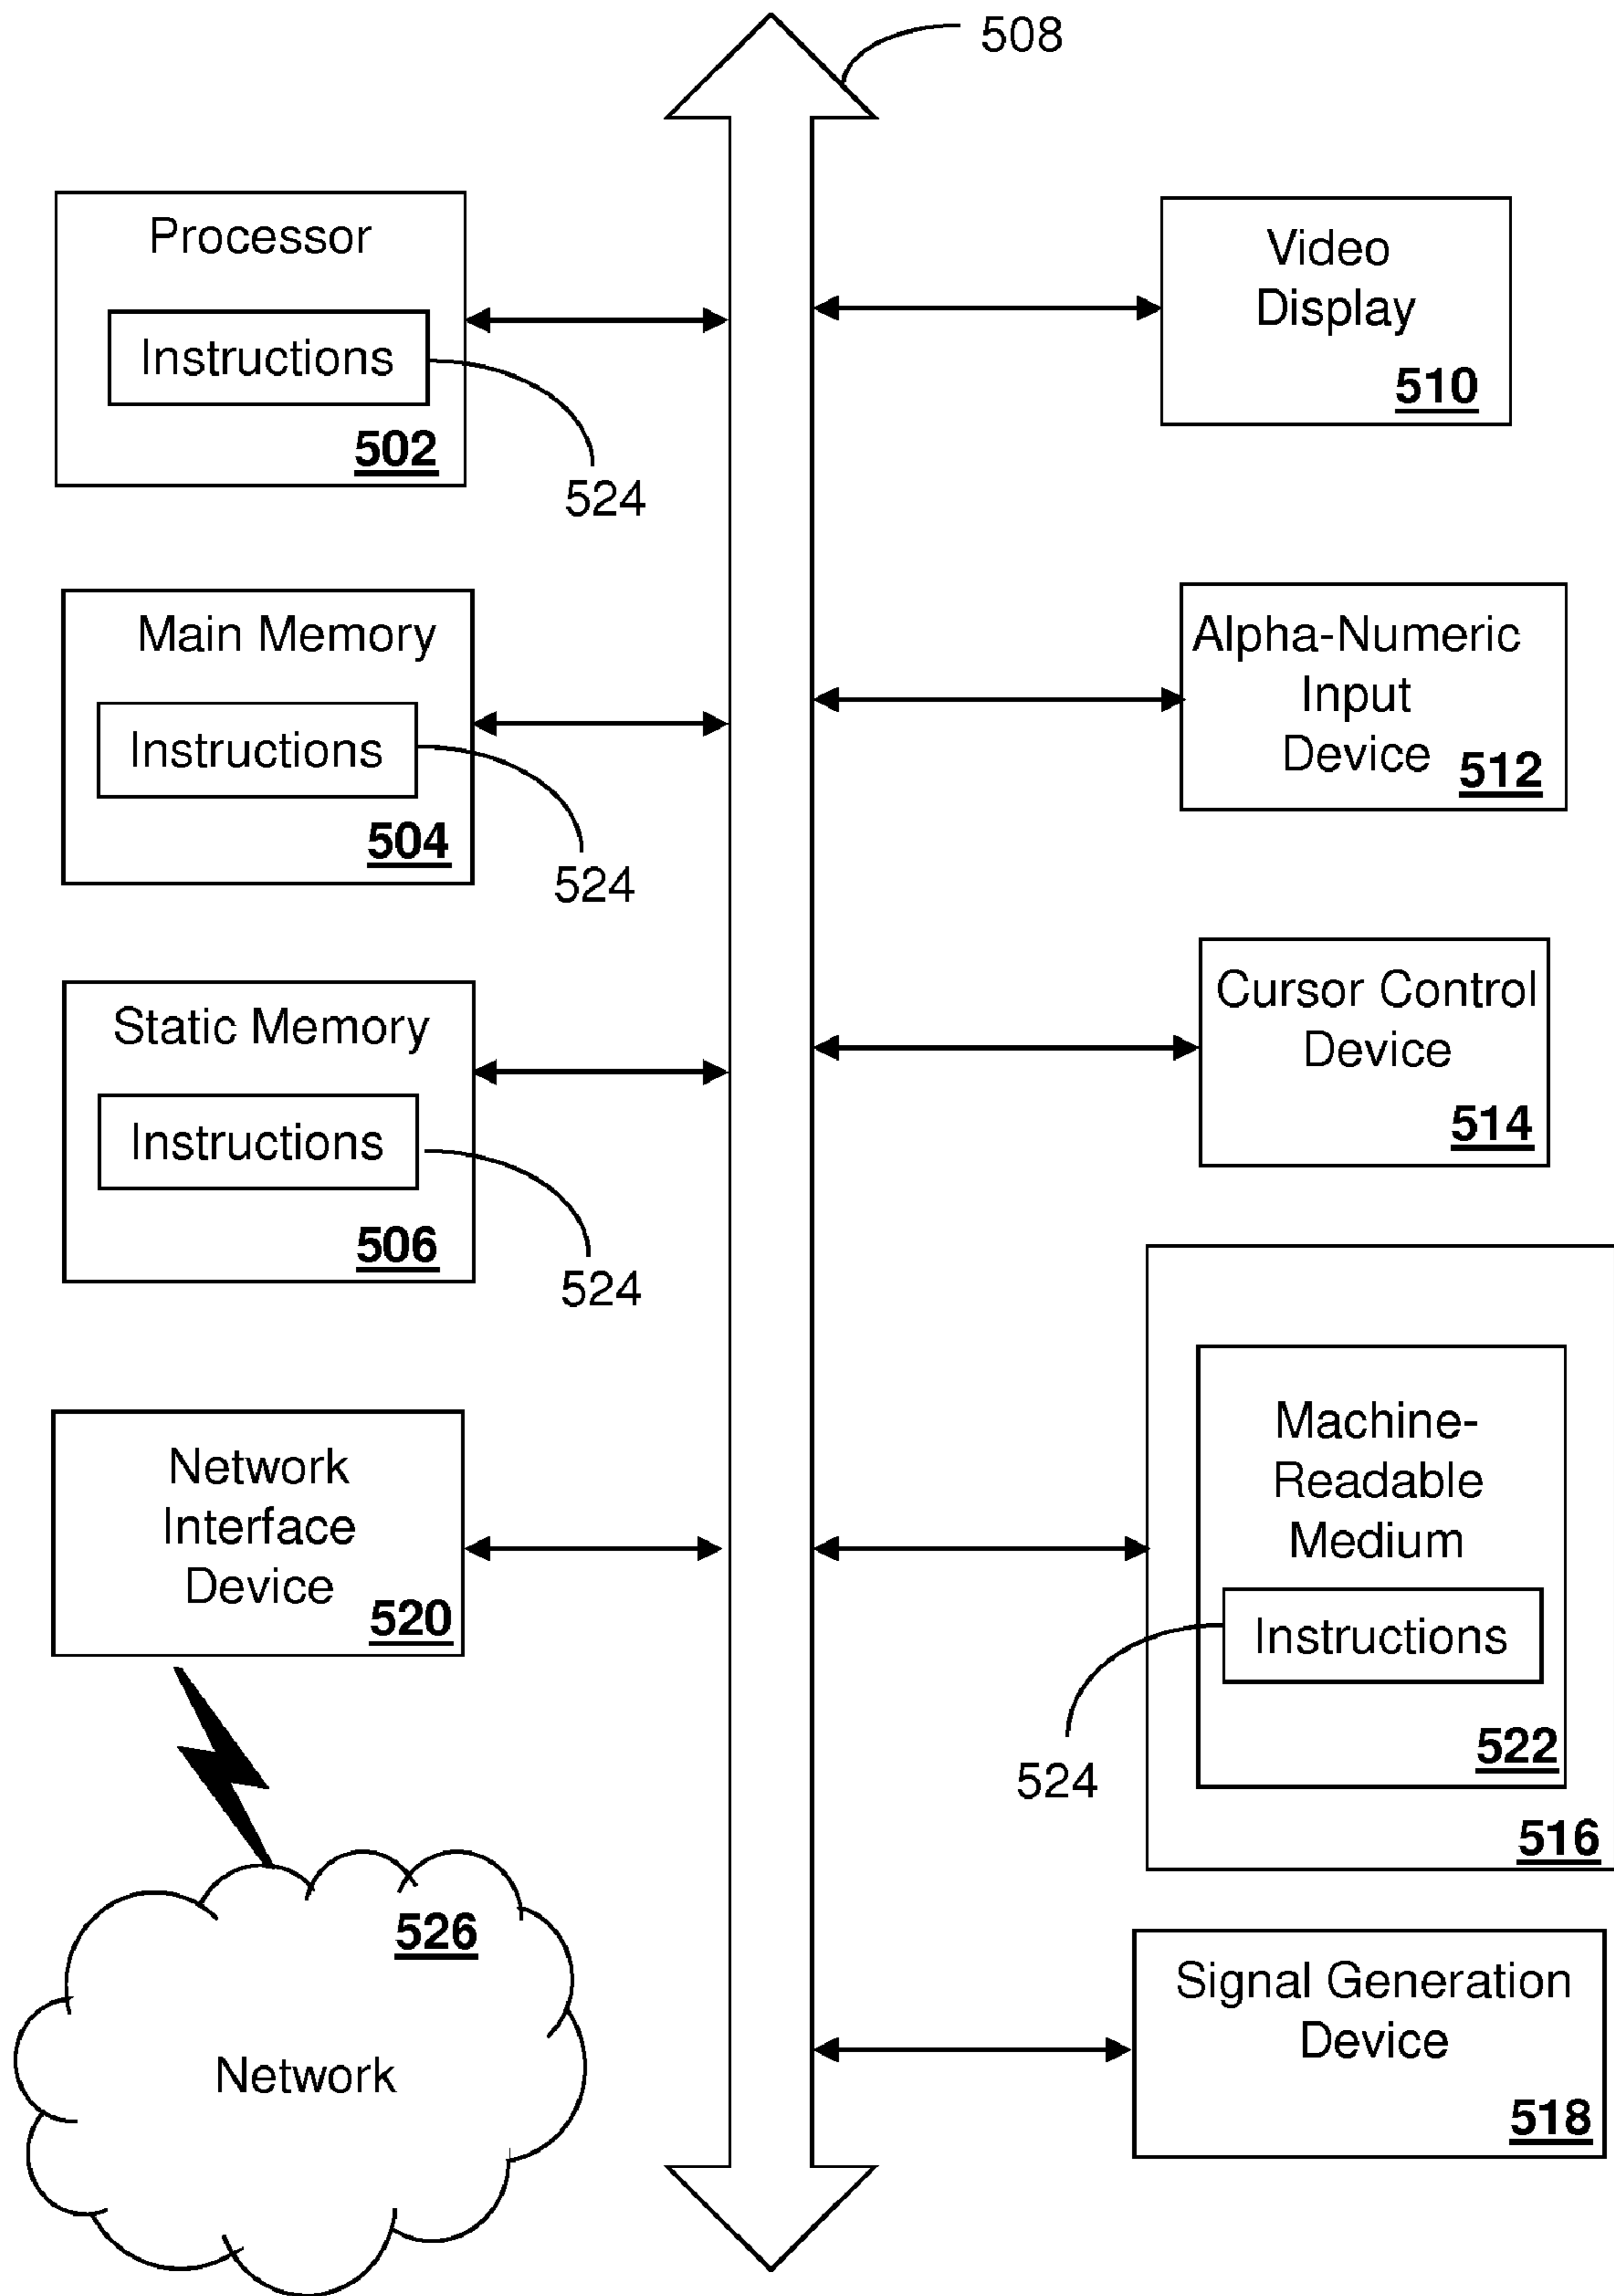 508
Processor
Instructions
502
524
Main Memory
Instructions
504
524
Static Memory
Instructions
506
524
Network
Interface
Device
520
526
Network
Video
Display
510
Alpha-Numeric
Input
Device
512
Cursor Control
Device
514
Machine-
Readable
Medium
Instructions
524
522
516
Signal Generation
Device
518